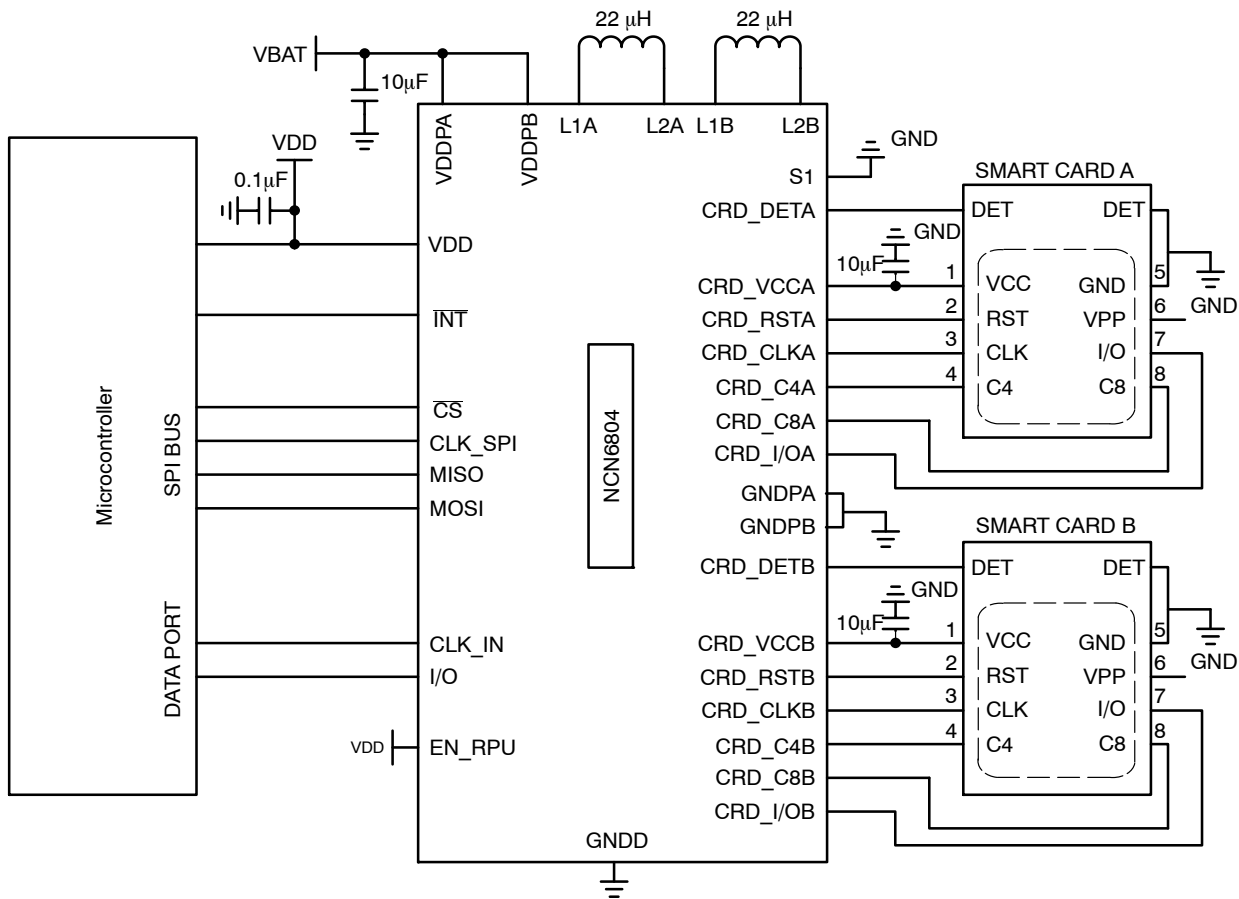 22 μH
22 μH
VBAT
10μF
VDDPA
VDDPB
L1A
L2A
L1B
L2B
VDD
0.1μF
GND
S1
SMART CARD A
CRD_DETA
DET
DET
VDD
GND
10μF
CRD_VCCA
1
VCC
GND
5
GND
INT
CRD_RSTA
2
RST
VPP
6
CRD_CLKA
3
CLK
I/O
7
CRD_C4A
4
C4
C8
8
Microcontroller
SPI BUS
CS
CLK_SPI
MISO
MOSI
NCN6804
CRD_C8A
CRD_I/OA
GNDPA
GNDPB
SMART CARD B
CRD_DETB
DET
DET
GND
10μF
DATA PORT
CLK_IN
I/O
CRD_VCCB
1
VCC
GND
5
GND
CRD_RSTB
2
RST
VPP
6
CRD_CLKB
3
CLK
I/O
7
VDD
EN_RPU
CRD_C4B
4
C4
C8
8
CRD_C8B
CRD_I/OB
GNDD